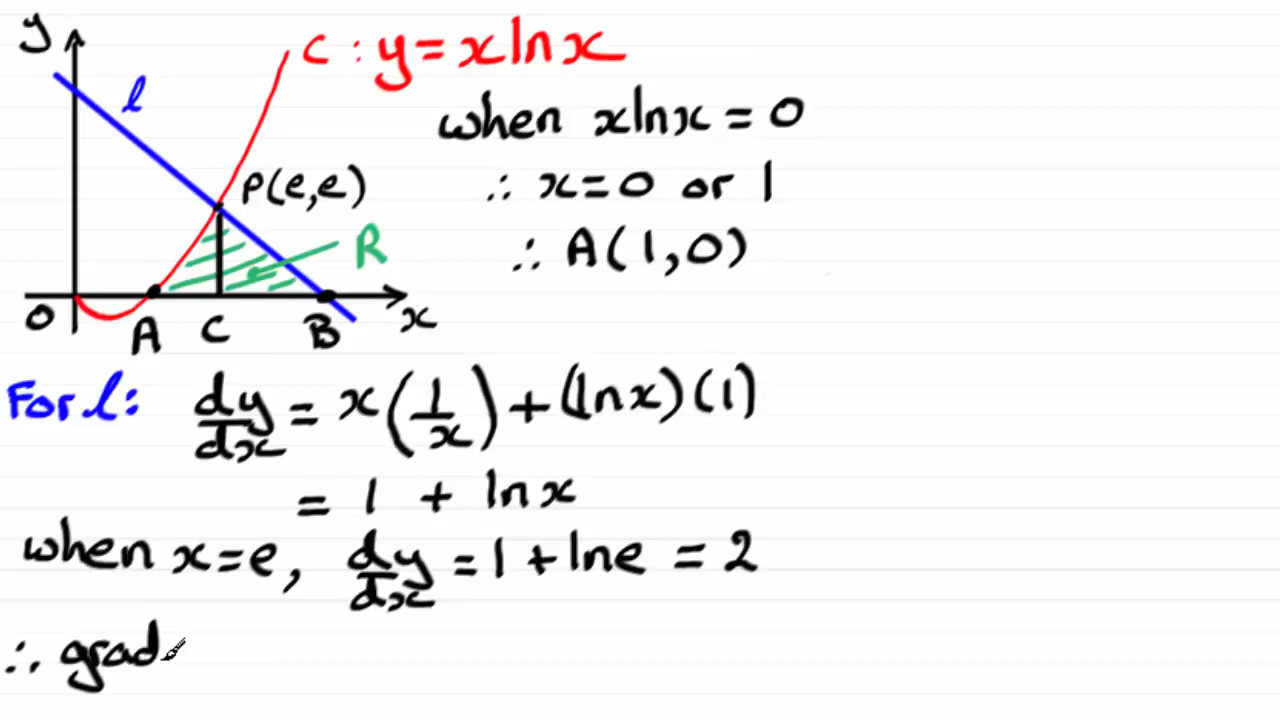 y
C : y = x ln x
l
when x ln x = 0
P(e,e)
∴ x = 0 or 1
R
∴ A(1,0)
O A C B x
For l: dy/dx = x(1/x) + (ln x)(1)
= 1 + ln x
when x = e, dy/dx = 1 + ln e = 2
∴ grad